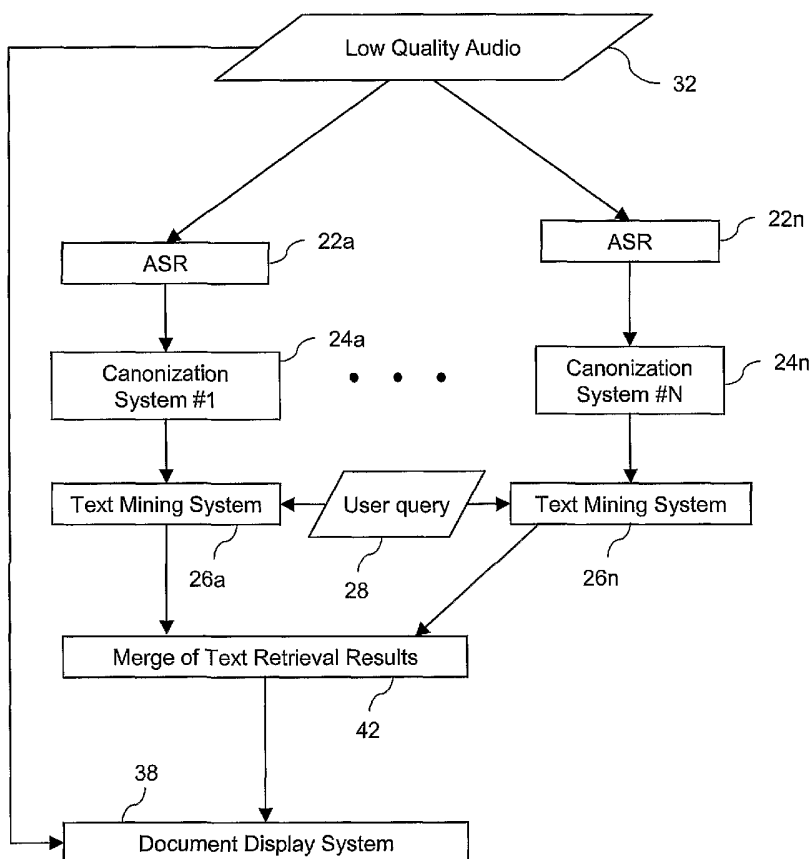 Low Quality Audio
32
22a
22n
ASR
ASR
24a
24n
Canonization
System #1
Canonization
System #N
Text Mining System
User query
Text Mining System
26a
28
26n
Merge of Text Retrieval Results
42
38
Document Display System